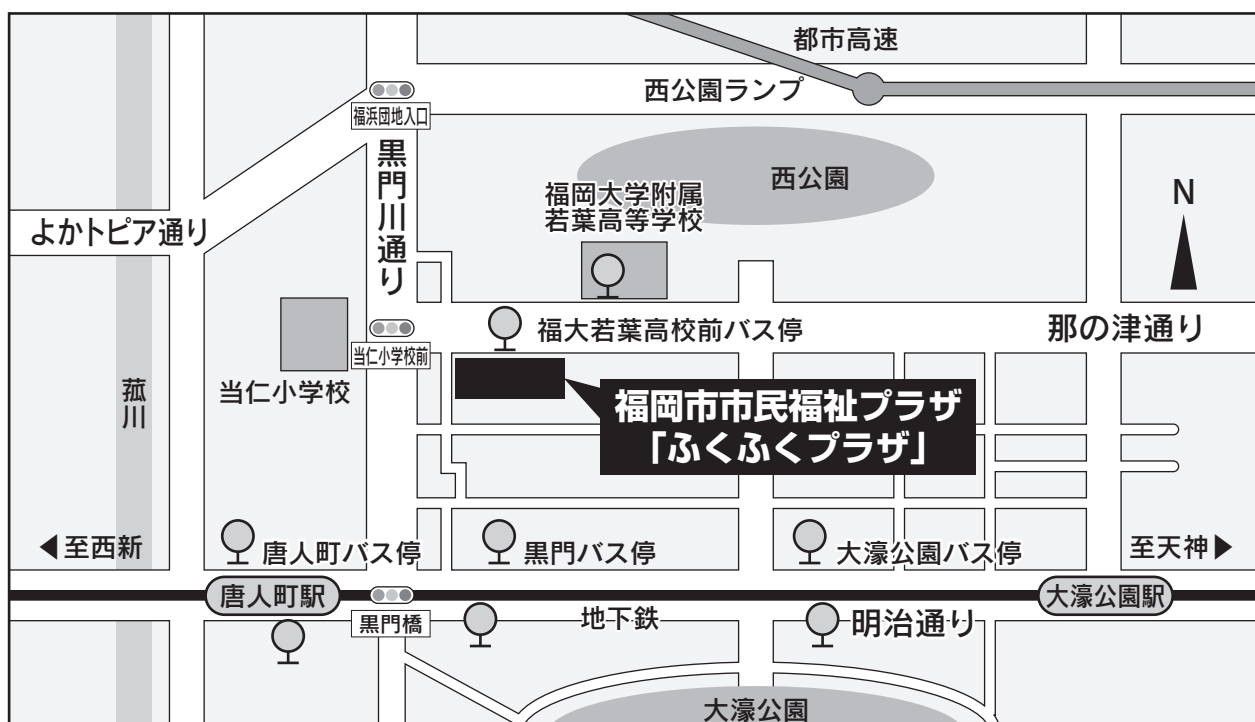 都市高速
西公園ランプ
福浜団地入口
黒門川通り
西公園
福岡大学附属
若葉高等学校
N
よかトピア通り
福大若葉高校前バス停
那の津通り
当仁小学校前
当仁小学校
菰川
福岡市市民福祉プラザ
「ふくふくプラザ」
◀至西新
唐人町バス停
黒門バス停
大濠公園バス停
至天神▶
唐人町駅
大濠公園駅
黒門橋
地下鉄
明治通り
大濠公園